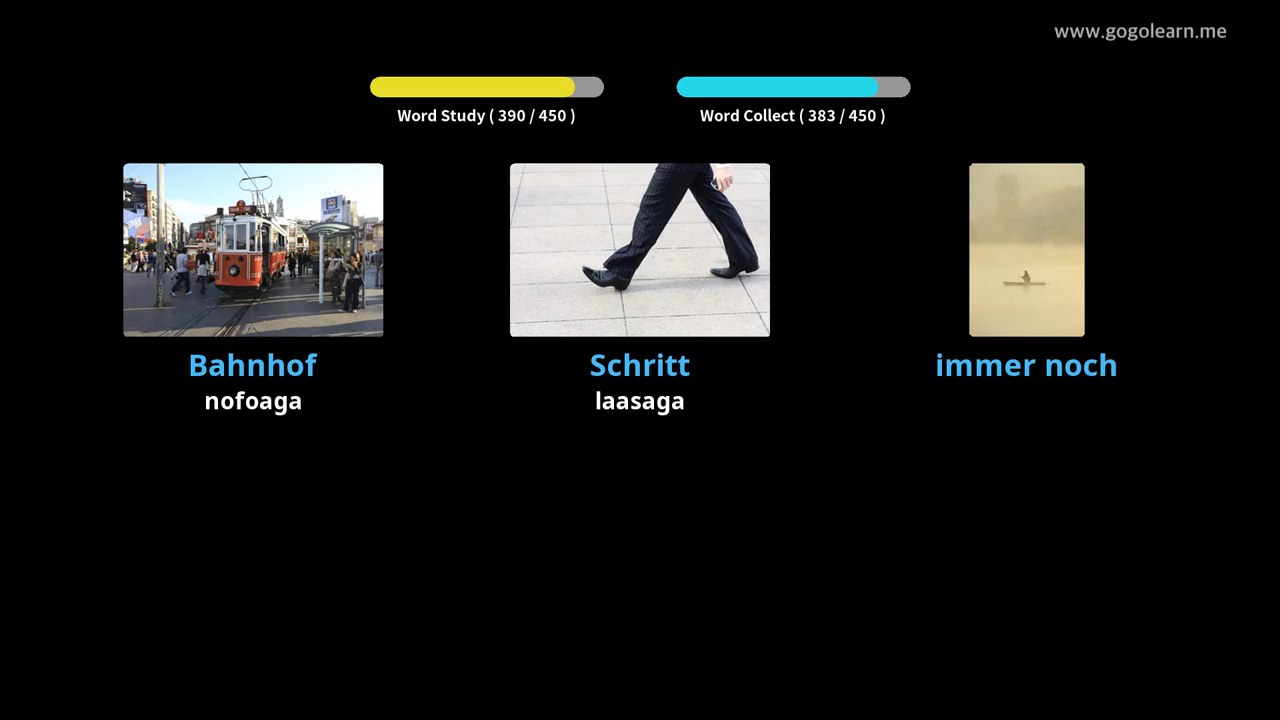 www.gogolearn.me
Word Study ( 390 / 450 )
Word Collect ( 383 / 450 )
Bahnhof
nofoaga
Schritt
laasaga
immer noch